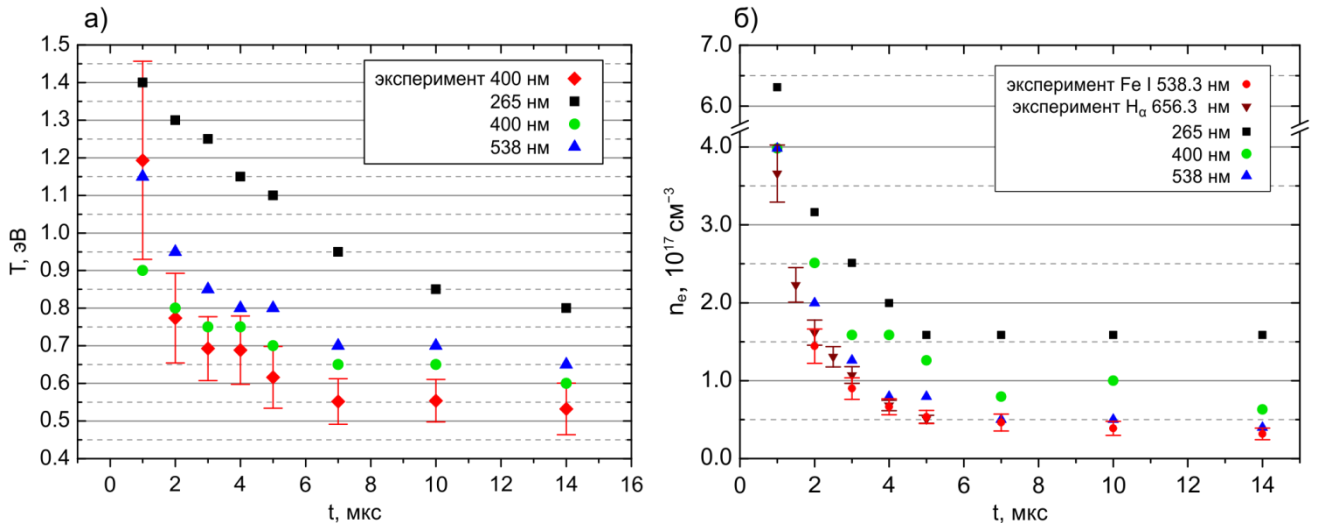 а)
1.5
1.4
1.3
1.2
1.1
1.0
0.9
0.8
0.7
0.6
0.5
0.4
T, эВ
эксперимент 400 нм
265 нм
400 нм
538 нм
0 2 4 6 8 10 12 14 16
t, мкс
б)
7.0
6.0
4.0
3.0
2.0
1.0
0.0
nₑ, 10¹⁷ см⁻³
эксперимент Fe I 538.3 нм
эксперимент Hα 656.3 нм
265 нм
400 нм
538 нм
0 2 4 6 8 10 12 14
t, мкс